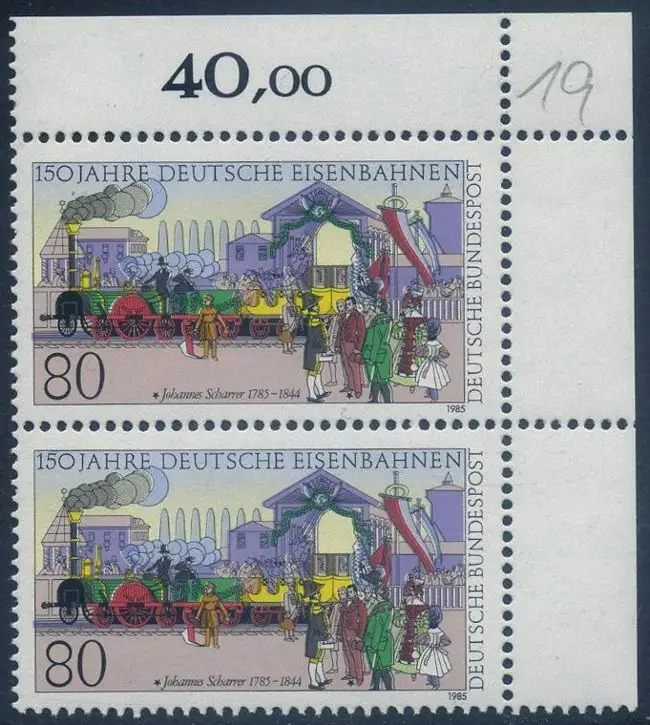 40,00
19
150 JAHRE DEUTSCHE EISENBAHNEN
DEUTSCHE BUNDESPOST
80
* Johannes Scharrer 1785–1844
1985
150 JAHRE DEUTSCHE EISENBAHNEN
DEUTSCHE BUNDESPOST
80
* Johannes Scharrer 1785–1844
1985